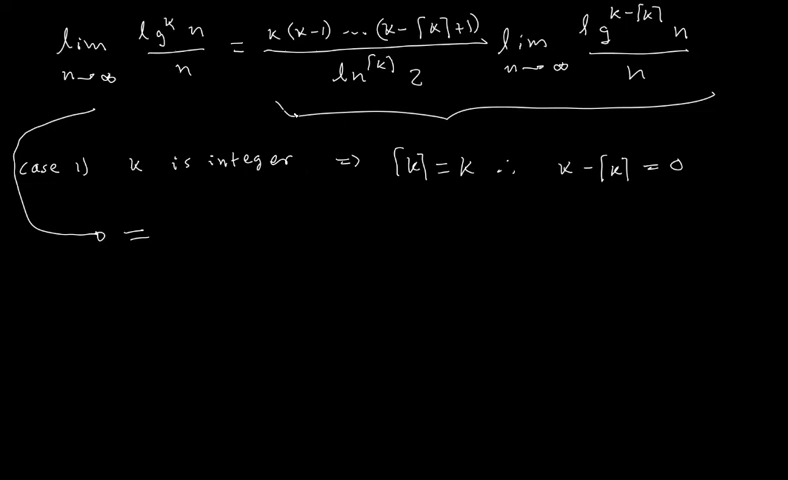 lim n→∞ lg^k n / n = k(k-1) ... (k-⌈k⌉+1) / ln^⌈k⌉ 2 lim n→∞ lg^(k-⌈k⌉) n / n
case 1) k is integer ⇒ ⌈k⌉ = k ∴ k-⌈k⌉ = 0
=